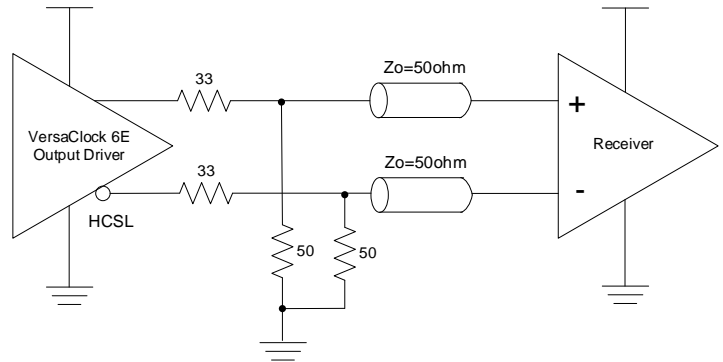 33
Zo=50ohm
VersaClock 6E
Output Driver
+
Receiver
33
Zo=50ohm
-
HCSL
50
50